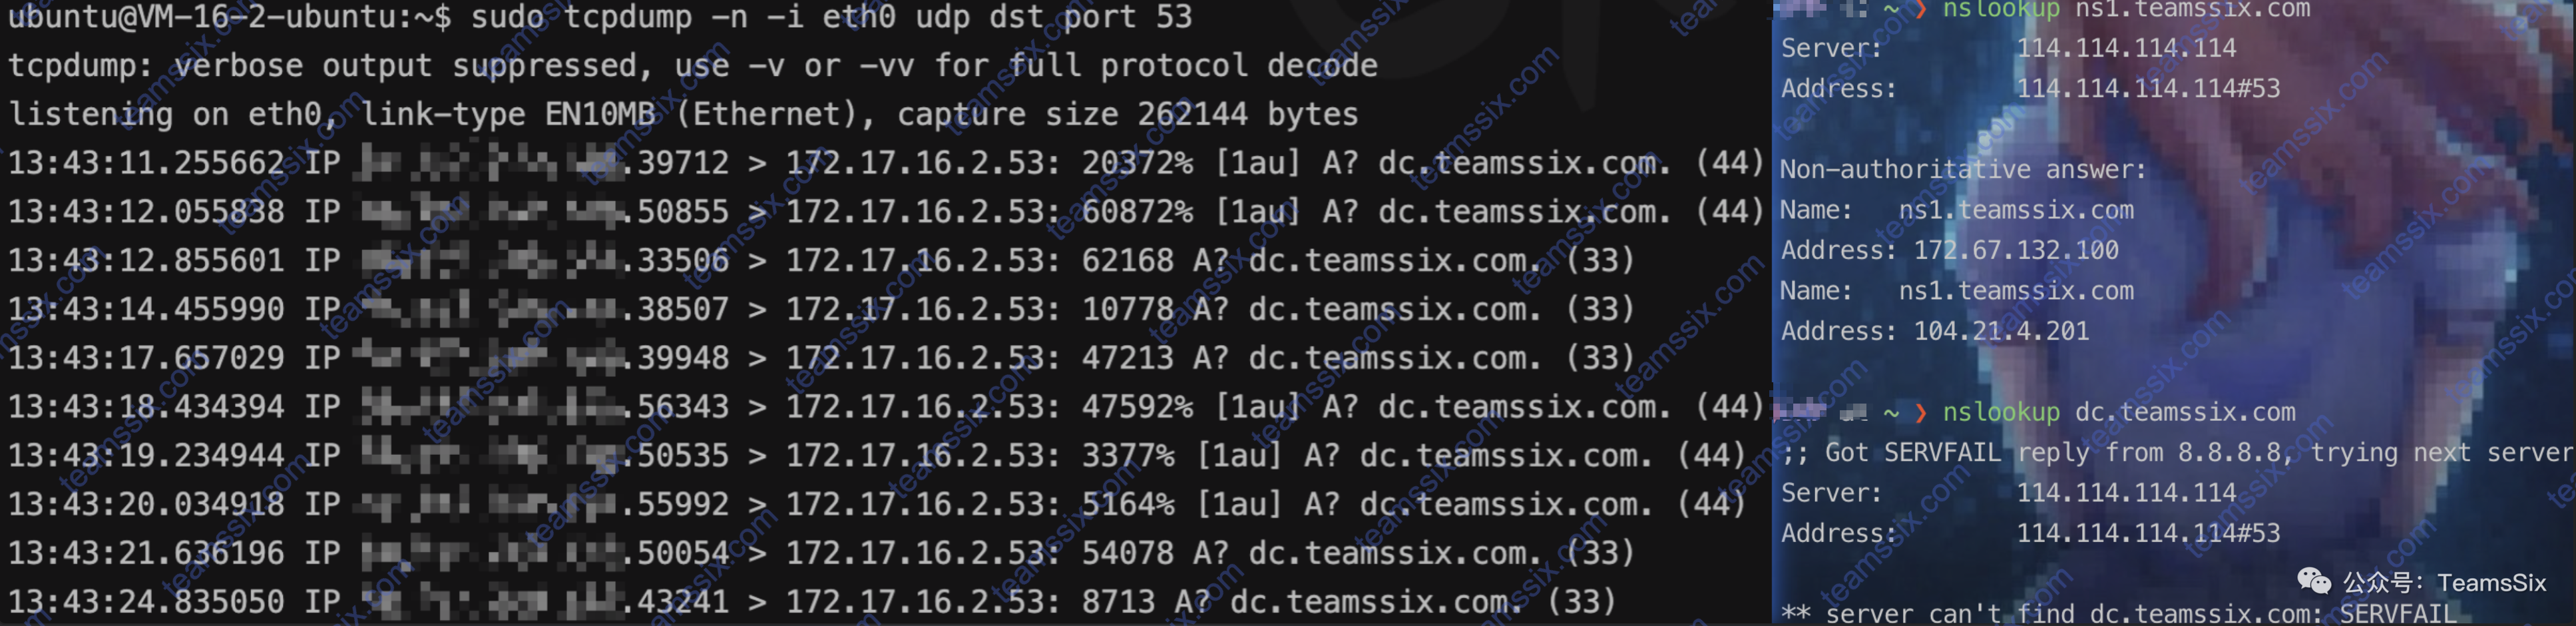 ubuntu@VM-16-2-ubuntu:~$ sudo tcpdump -n -i eth0 udp dst port 53
tcpdump: verbose output suppressed, use -v or -vv for full protocol decode
listening on eth0, link-type EN10MB (Ethernet), capture size 262144 bytes
13:43:11.255662 IP .39712 > 172.17.16.2.53: 20372% [1au] A? dc.teamssix.com. (44)
13:43:12.055838 IP .50855 > 172.17.16.2.53: 60872% [1au] A? dc.teamssix.com. (44)
13:43:12.855601 IP .33506 > 172.17.16.2.53: 62168 A? dc.teamssix.com. (33)
13:43:14.455990 IP .38507 > 172.17.16.2.53: 10778 A? dc.teamssix.com. (33)
13:43:17.657029 IP .39948 > 172.17.16.2.53: 47213 A? dc.teamssix.com. (33)
13:43:18.434394 IP .56343 > 172.17.16.2.53: 47592% [1au] A? dc.teamssix.com. (44)
13:43:19.234944 IP .50535 > 172.17.16.2.53: 3377% [1au] A? dc.teamssix.com. (44)
13:43:20.034918 IP .55992 > 172.17.16.2.53: 5164% [1au] A? dc.teamssix.com. (44)
13:43:21.636196 IP .50054 > 172.17.16.2.53: 54078 A? dc.teamssix.com. (33)
13:43:24.835050 IP .43241 > 172.17.16.2.53: 8713 A? dc.teamssix.com. (33)
~ ❯ nslookup ns1.teamssix.com
Server: 114.114.114.114
Address: 114.114.114.114#53
Non-authoritative answer:
Name: ns1.teamssix.com
Address: 172.67.132.100
Name: ns1.teamssix.com
Address: 104.21.4.201
~ ❯ nslookup dc.teamssix.com
;; Got SERVFAIL reply from 8.8.8.8, trying next server
Server: 114.114.114.114
Address: 114.114.114.114#53
公众号：TeamsSix
** server can't find dc.teamssix.com: SERVFAIL
teamssix.com